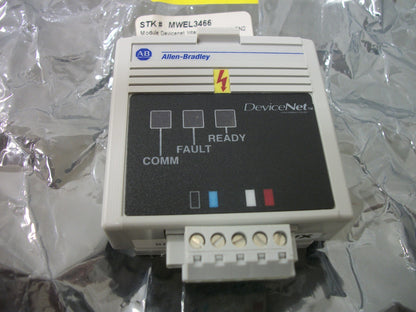 STK# MWEL3466
Module Devicenet
AB
Allen-Bradley
DeviceNet
READY
FAULT
COMM